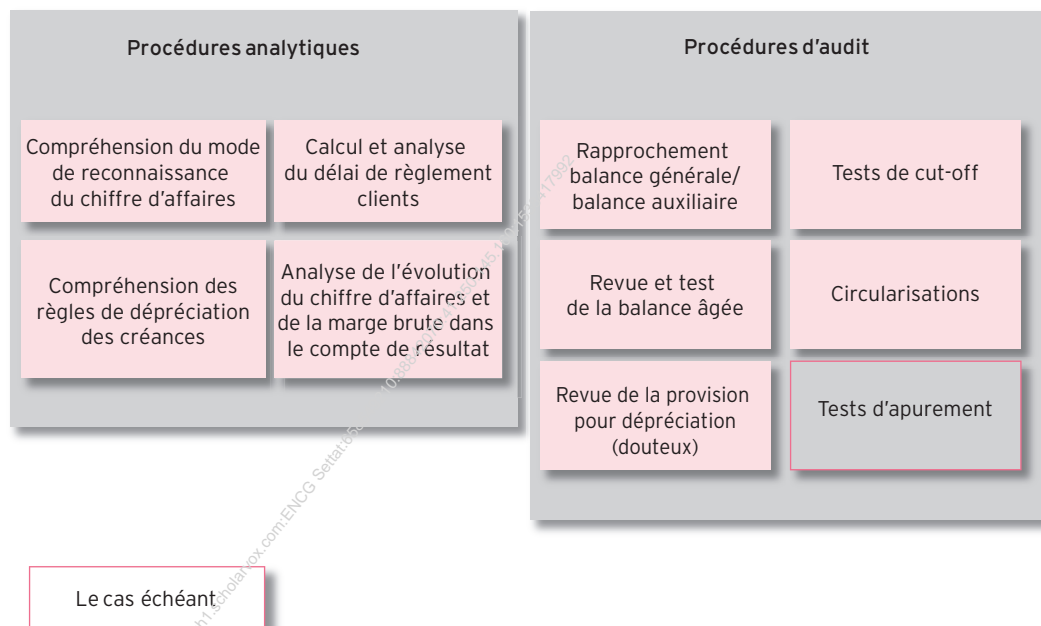 Procédures analytiques
Compréhension du mode
de reconnaissance
du chiffre d'affaires
Calcul et analyse
du délai de règlement
clients
Compréhension des
règles de dépréciation
des créances
Analyse de l'évolution
du chiffre d'affaires et
de la marge brute dans
le compte de résultat
Procédures d'audit
Rapprochement
balance générale/
balance auxiliaire
Tests de cut-off
Revue et test
de la balance âgée
Circularisations
Revue de la provision
pour dépréciation
(douteux)
Tests d'apurement
Le cas échéant